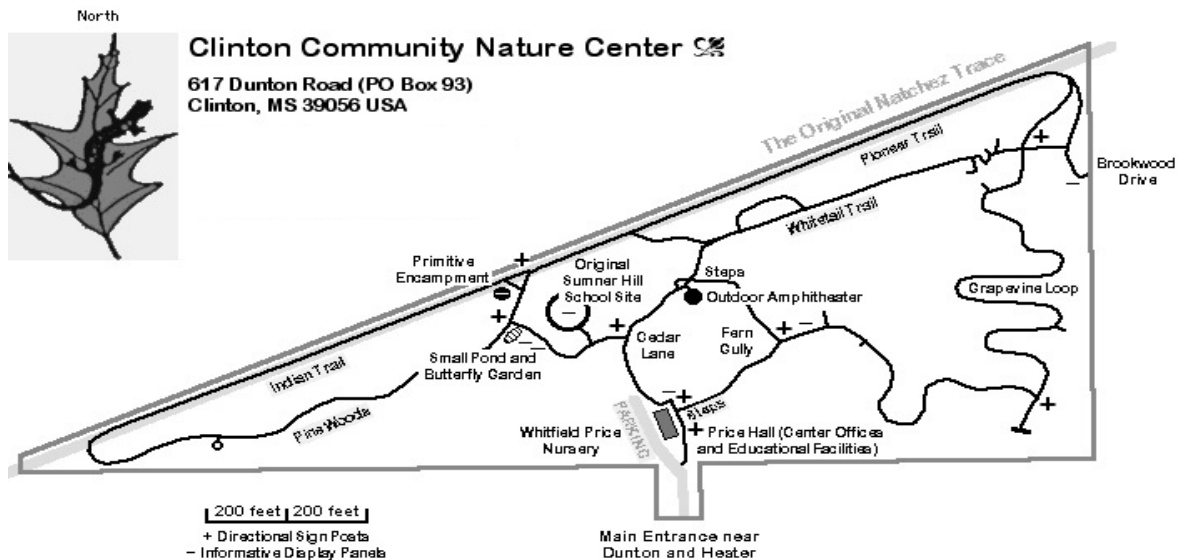 North
Clinton Community Nature Center
617 Dunton Road (PO Box 93)
Clinton, MS 39056 USA
The Original Natchez Trace
Pioneer Trail
Brookwood
Drive
Whitetail Trail
Primitive
Encampment
Original
Sumner Hill
School Site
Steps
Outdoor Amphitheater
Grapevine Loop
Cedar
Lane
Fern
Gully
Small Pond and
Butterfly Garden
Indian Trail
Pine Woods
PARKING
Steps
Whitfield Price
Nursery
Price Hall (Center Offices
and Educational Facilities)
200 feet 200 feet
+ Directional Sign Posts
– Informative Display Panels
Main Entrance near
Dunton and Heater